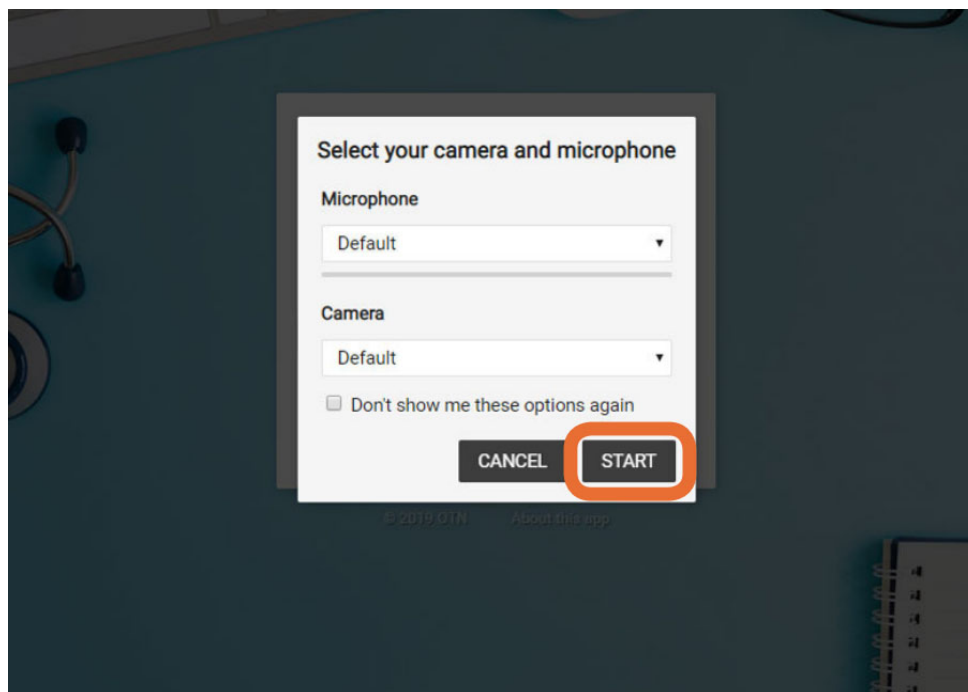 Select your camera and microphone
Microphone
Default
Camera
Default
Don't show me these options again
CANCEL START
© 2019 OTN About this app